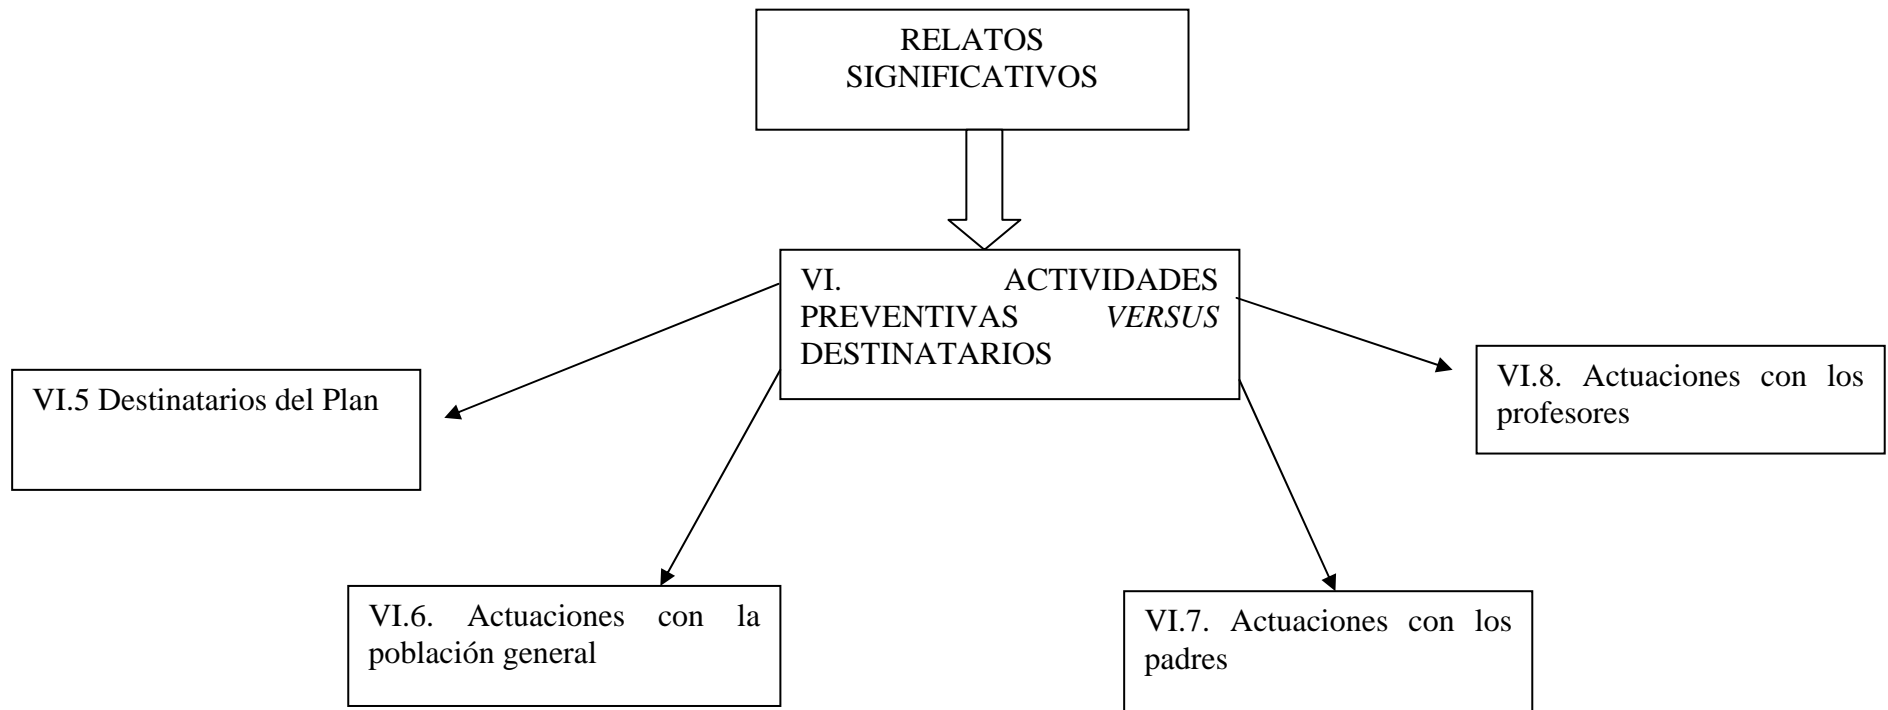 RELATOS
SIGNIFICATIVOS
VI. ACTIVIDADES
PREVENTIVAS VERSUS
DESTINATARIOS
VI.5 Destinatarios del Plan
VI.6. Actuaciones con la
población general
VI.7. Actuaciones con los
padres
VI.8. Actuaciones con los
profesores